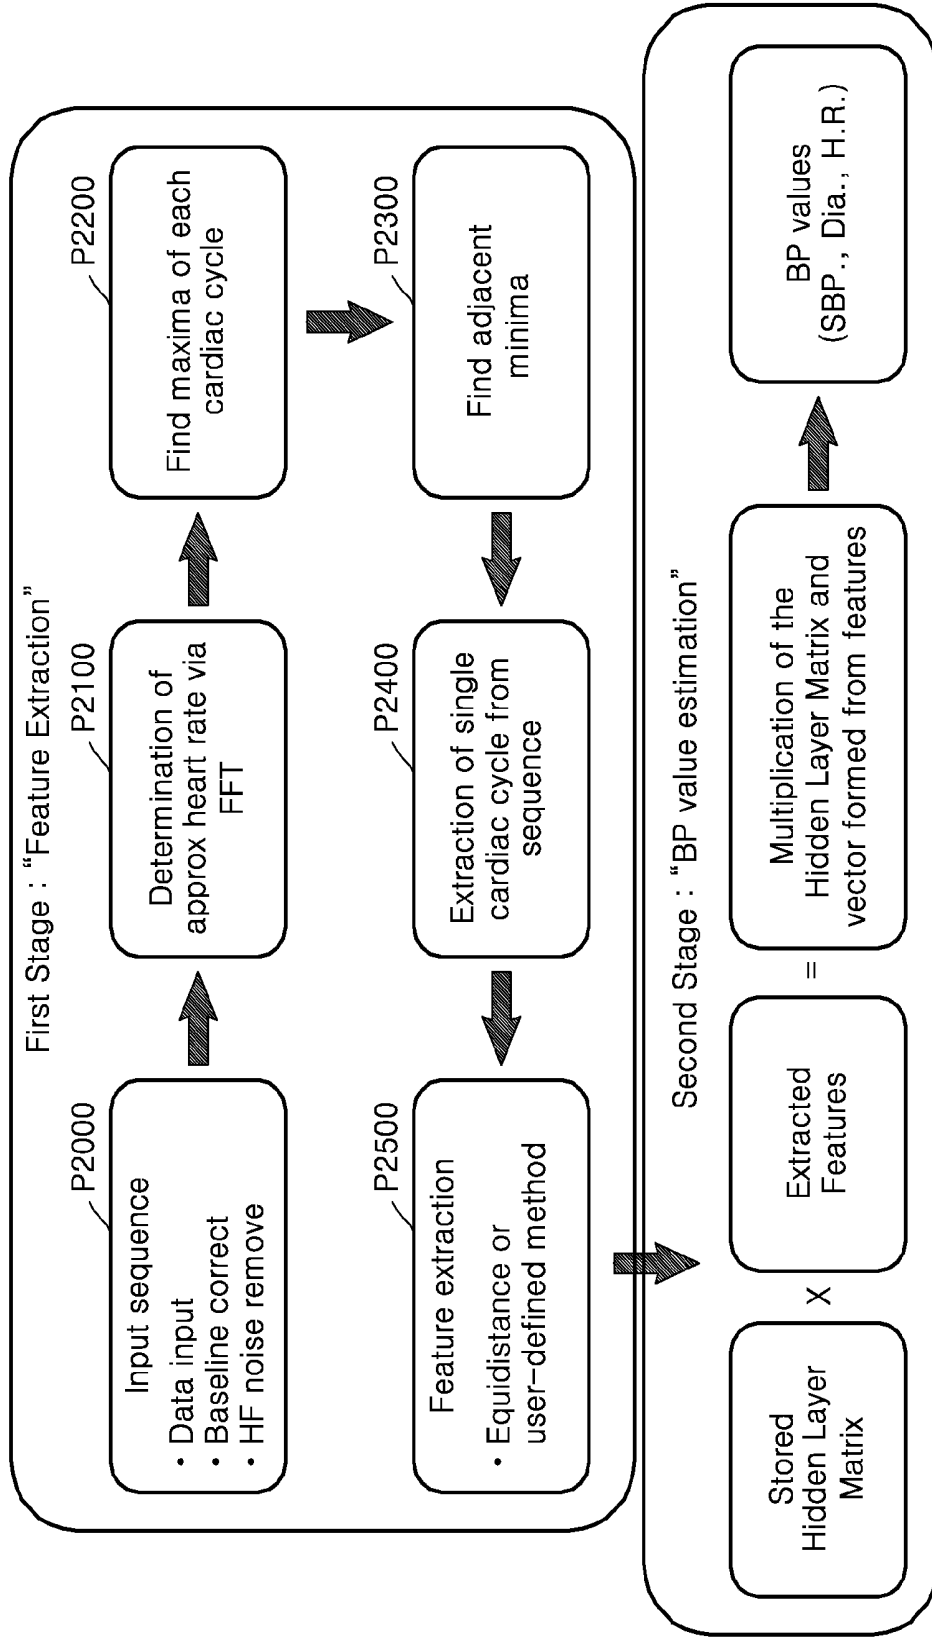 First Stage : “Feature Extraction”
P2000
Input sequence
• Data input
• Baseline correct
• HF noise remove
P2100
Determination of
approx heart rate via
FFT
P2200
Find maxima of each
cardiac cycle
P2300
Find adjacent
minima
P2400
Extraction of single
cardiac cycle from
sequence
P2500
Feature extraction
• Equidistance or
user-defined method
Second Stage : “BP value estimation”
Stored
Hidden Layer
Matrix
X
Extracted
Features
=
Multiplication of the
Hidden Layer Matrix and
vector formed from features
BP values
(SBP., Dia., H.R.)